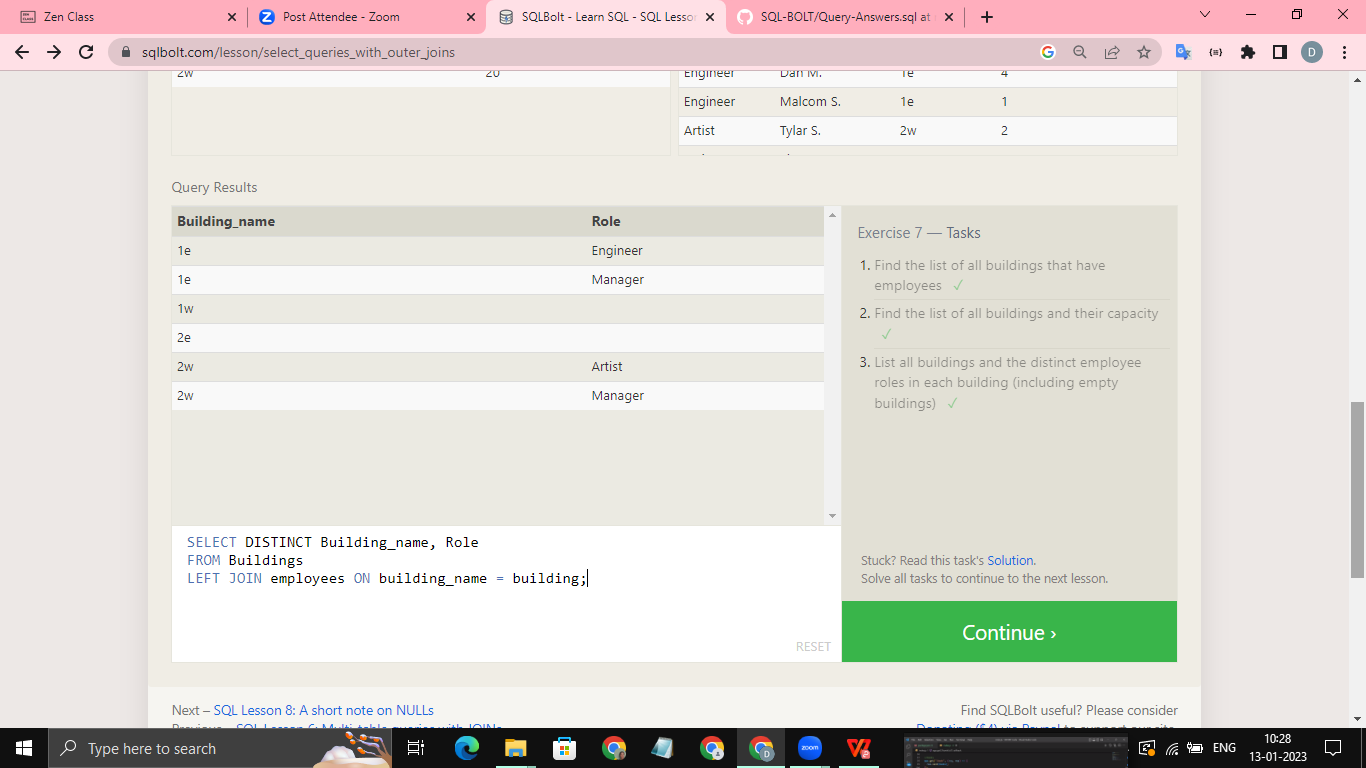 Zen Class
Post Attendee - Zoom
SQLBolt - Learn SQL - SQL Lesso
SQL-BOLT/Query-Answers.sql at
sqlbolt.com/lesson/select_queries_with_outer_joins
D
2w 20
Engineer Dan M. 1e 4
Engineer Malcom S. 1e 1
Artist Tylar S. 2w 2
Query Results
Building_name Role
1e Engineer
1e Manager
1w
2e
2w Artist
2w Manager
Exercise 7 — Tasks
1. Find the list of all buildings that have
employees ✓
2. Find the list of all buildings and their capacity
✓
3. List all buildings and the distinct employee
roles in each building (including empty
buildings) ✓
SELECT DISTINCT Building_name, Role
FROM Buildings
LEFT JOIN employees ON building_name = building;
RESET
Stuck? Read this task's Solution.
Solve all tasks to continue to the next lesson.
Continue ›
Next – SQL Lesson 8: A short note on NULLs
Previous – SQL Lesson 6: Multi-table queries with JOINs
Find SQLBolt useful? Please consider
Donating ($4) via Paypal to support our site.
Type here to search
zoom
ENG
10:28
13-01-2023